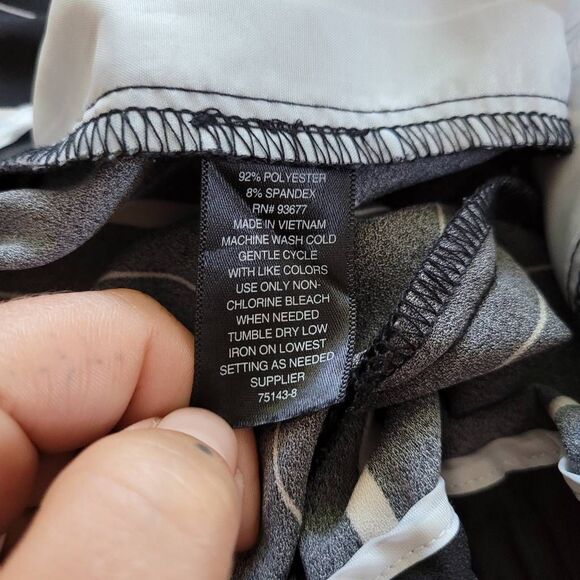 92% POLYESTER
8% SPANDEX
RN# 93677
MADE IN VIETNAM
MACHINE WASH COLD
GENTLE CYCLE
WITH LIKE COLORS
USE ONLY NON-
CHLORINE BLEACH
WHEN NEEDED
TUMBLE DRY LOW
IRON ON LOWEST
SETTING AS NEEDED
SUPPLIER
75143-8